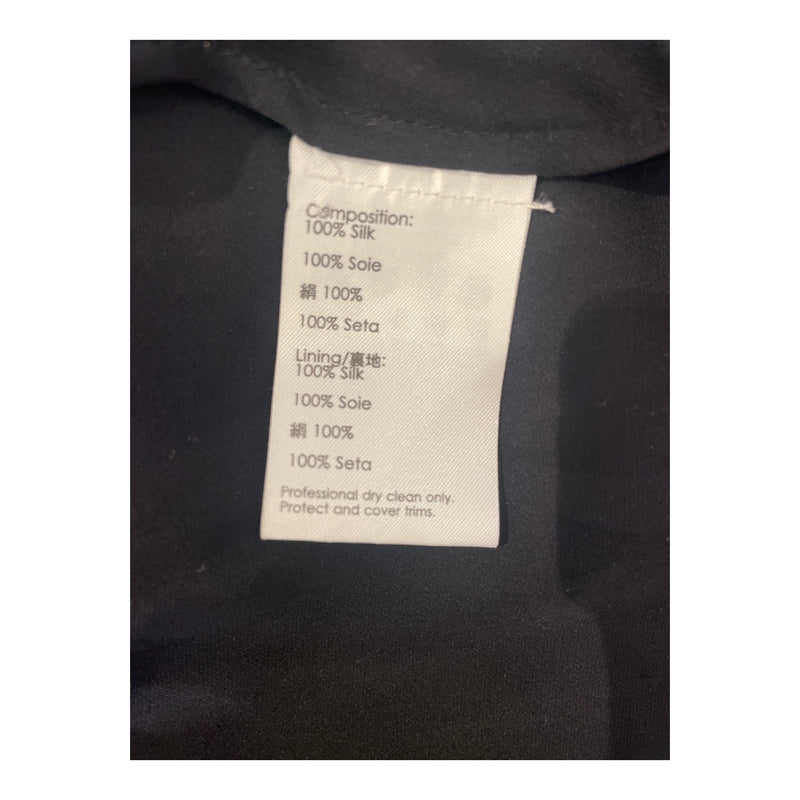 Composition:
100% Silk
100% Soie
絹 100%
100% Seta
Lining/裏地:
100% Silk
100% Soie
絹 100%
100% Seta
Professional dry clean only.
Protect and cover trims.